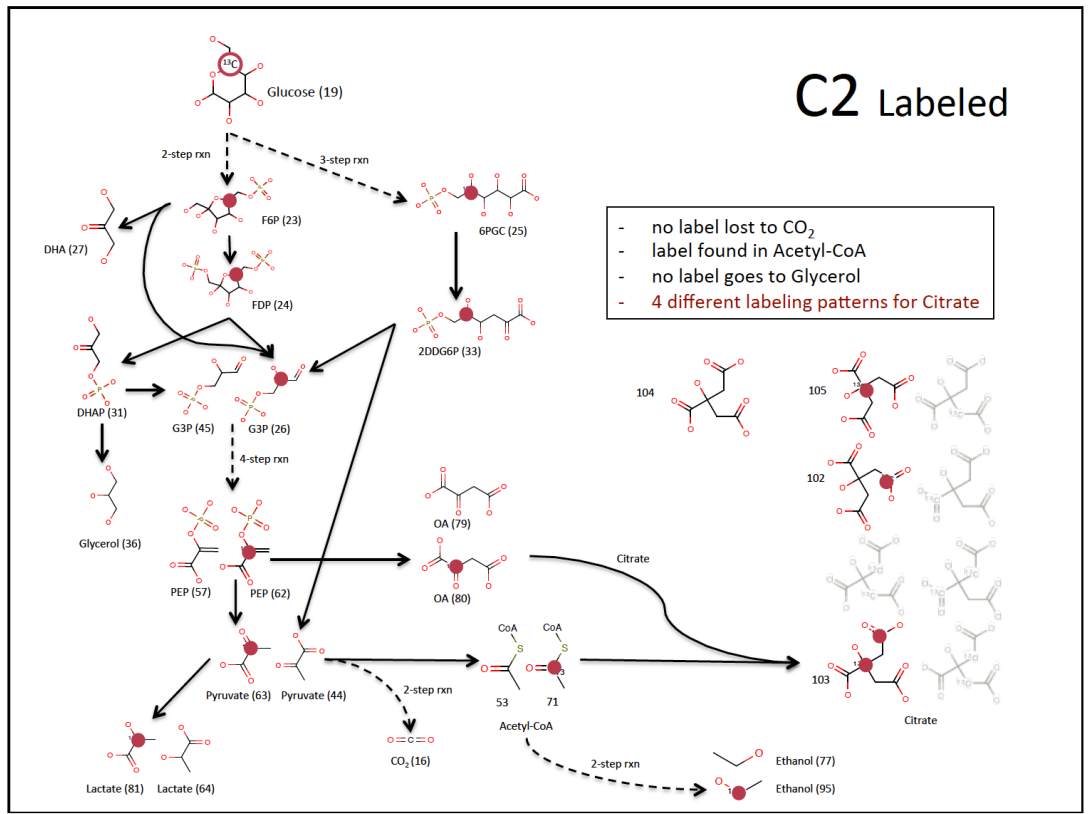 C2 Labeled
¹³C
Glucose (19)
2-step rxn
3-step rxn
F6P (23)
6PGC (25)
DHA (27)
- no label lost to CO₂
- label found in Acetyl-CoA
- no label goes to Glycerol
- 4 different labeling patterns for Citrate
FDP (24)
2DDG6P (33)
DHAP (31)
G3P (45)
G3P (26)
104
105
4-step rxn
102
Glycerol (36)
OA (79)
PEP (57)
PEP (62)
OA (80)
Citrate
CoA
CoA
S
S
Pyruvate (63)
Pyruvate (44)
53
71
103
2-step rxn
Acetyl-CoA
Citrate
CO₂ (16)
2-step rxn
Ethanol (77)
Lactate (81)
Lactate (64)
Ethanol (95)